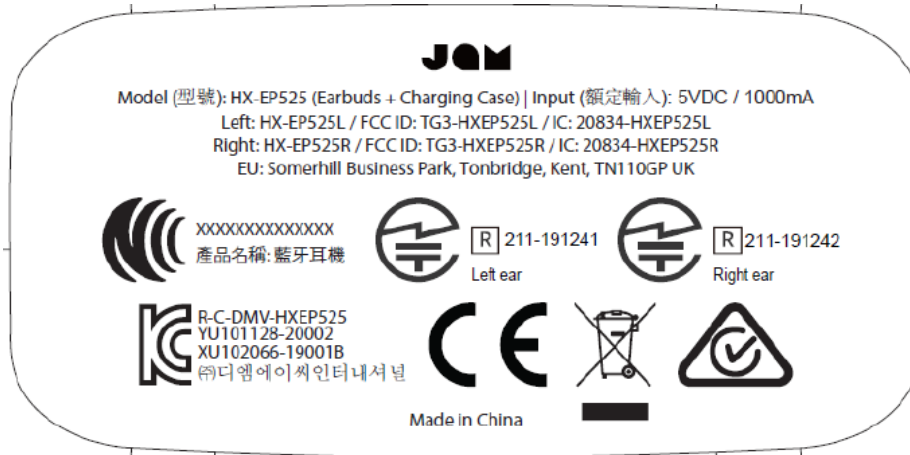 JAM
Model (型號): HX-EP525 (Earbuds + Charging Case) | Input (額定輸入): 5VDC / 1000mA
Left: HX-EP525L / FCC ID: TG3-HXEP525L / IC: 20834-HXEP525L
Right: HX-EP525R / FCC ID: TG3-HXEP525R / IC: 20834-HXEP525R
EU: Somerhill Business Park, Tonbridge, Kent, TN110GP UK
XXXXXXXXXXXXXX
產品名稱: 藍牙耳機
R 211-191241
Left ear
R 211-191242
Right ear
R-C-DMV-HXEP525
YU101128-20002
XU102066-19001B
㈜디엠에이씨인터내셔널
CE
Made in China